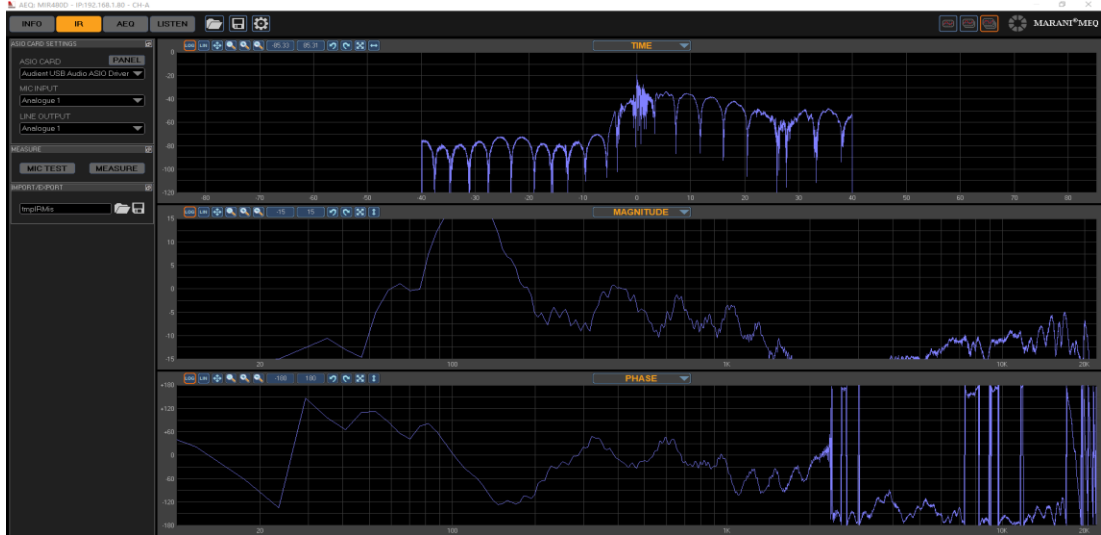 AEQ: MIR480D - IP:192.168.1.80 - CH-A
INFO IR AEQ LISTEN
MARANI®MEQ
ASIO CARD SETTINGS
ASIO CARD PANEL
Audient USB Audio ASIO Driver
MIC INPUT
Analogue 1
LINE OUTPUT
Analogue 1
MEASURE
MIC TEST MEASURE
IMPORT/EXPORT
tmpIRMis
LOG LIN -95.30 95.31 TIME
0
-20
-40
-60
-80
-100
-120
-80 -70 -60 -50 -40 -30 -20 -10 0 10 20 30 40 50 60 70 80
LOG LIN -15 15 MAGNITUDE
15
10
5
0
-5
-10
-15
20 100 1K 10K 20K
LOG LIN -180 180 PHASE
+180
+120
+60
0
-60
-120
-180
20 100 1K 10K 20K